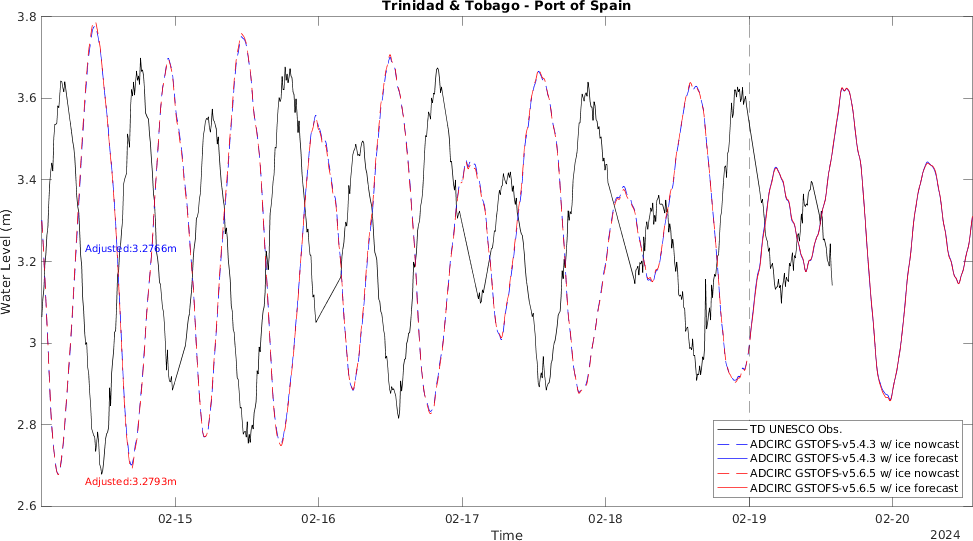 Trinidad & Tobago - Port of Spain
3.8
3.6
3.4
3.2
3
2.8
2.6
Water Level (m)
Adjusted:3.2766m
Adjusted:3.2793m
TD UNESCO Obs.
ADCIRC GSTOFS-v5.4.3 w/ ice nowcast
ADCIRC GSTOFS-v5.4.3 w/ ice forecast
ADCIRC GSTOFS-v5.6.5 w/ ice nowcast
ADCIRC GSTOFS-v5.6.5 w/ ice forecast
02-15
02-16
02-17
02-18
02-19
02-20
Time
2024